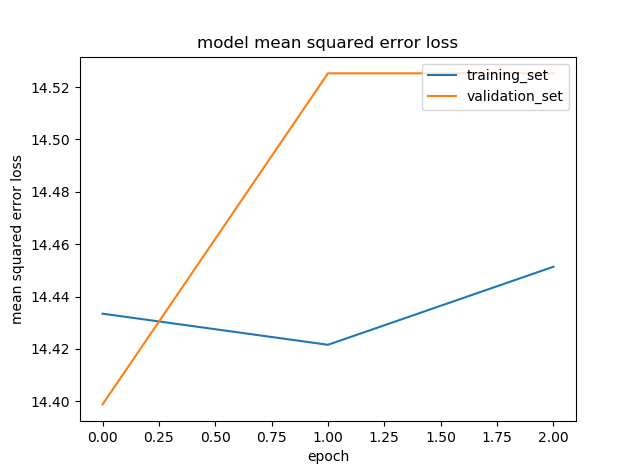 model mean squared error loss
training_set
validation_set
mean squared error loss
14.52
14.50
14.48
14.46
14.44
14.42
14.40
0.00 0.25 0.50 0.75 1.00 1.25 1.50 1.75 2.00
epoch